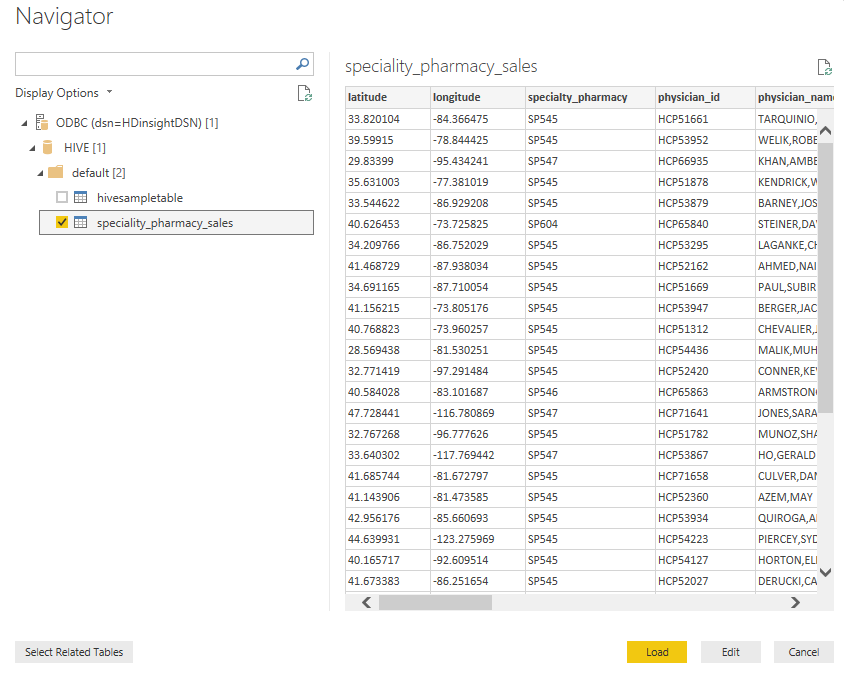 Navigator
Display Options
ODBC (dsn=HDinsightDSN) [1]
HIVE [1]
default [2]
hivesampletable
speciality_pharmacy_sales
speciality_pharmacy_sales
latitude longitude specialty_pharmacy physician_id physician_name
33.820104 -84.366475 SP545 HCP51661 TARQUINIO,
39.59915 -78.844425 SP545 HCP53952 WELIK,ROBE
29.83399 -95.434241 SP547 HCP66935 KHAN,AMBE
35.631003 -77.381019 SP545 HCP51878 KENDRICK,W
33.544622 -86.929208 SP545 HCP53879 BARNEY,JOS
40.626453 -73.725825 SP604 HCP65840 STEINER,DA
34.209766 -86.752029 SP545 HCP53295 LAGANKE,CH
41.468729 -87.938034 SP545 HCP52162 AHMED,NAI
34.691165 -87.710054 SP545 HCP51669 PAUL,SUBIR
41.156215 -73.805176 SP545 HCP53947 BERGER,JAC
40.768823 -73.960257 SP545 HCP51312 CHEVALIER,
28.569438 -81.530251 SP545 HCP54436 MALIK,MUH
32.771419 -97.291484 SP545 HCP52420 CONNER,KE
40.584028 -83.101687 SP546 HCP65863 ARMSTRONG
47.728441 -116.780869 SP547 HCP71641 JONES,SARA
32.767268 -96.777626 SP545 HCP51782 MUNOZ,SHA
33.640302 -117.769442 SP547 HCP53867 HO,GERALD
41.685744 -81.672797 SP545 HCP71658 CULVER,DAN
41.143906 -81.473585 SP545 HCP52360 AZEM,MAY
42.956176 -85.660693 SP545 HCP53934 QUIROGA,A
44.639931 -123.275969 SP545 HCP54223 PIERCEY,SYD
40.165717 -92.609514 SP545 HCP54127 HORTON,ELI
41.673383 -86.251654 SP545 HCP52027 DERUCKI,CA
Select Related Tables
Load
Edit
Cancel